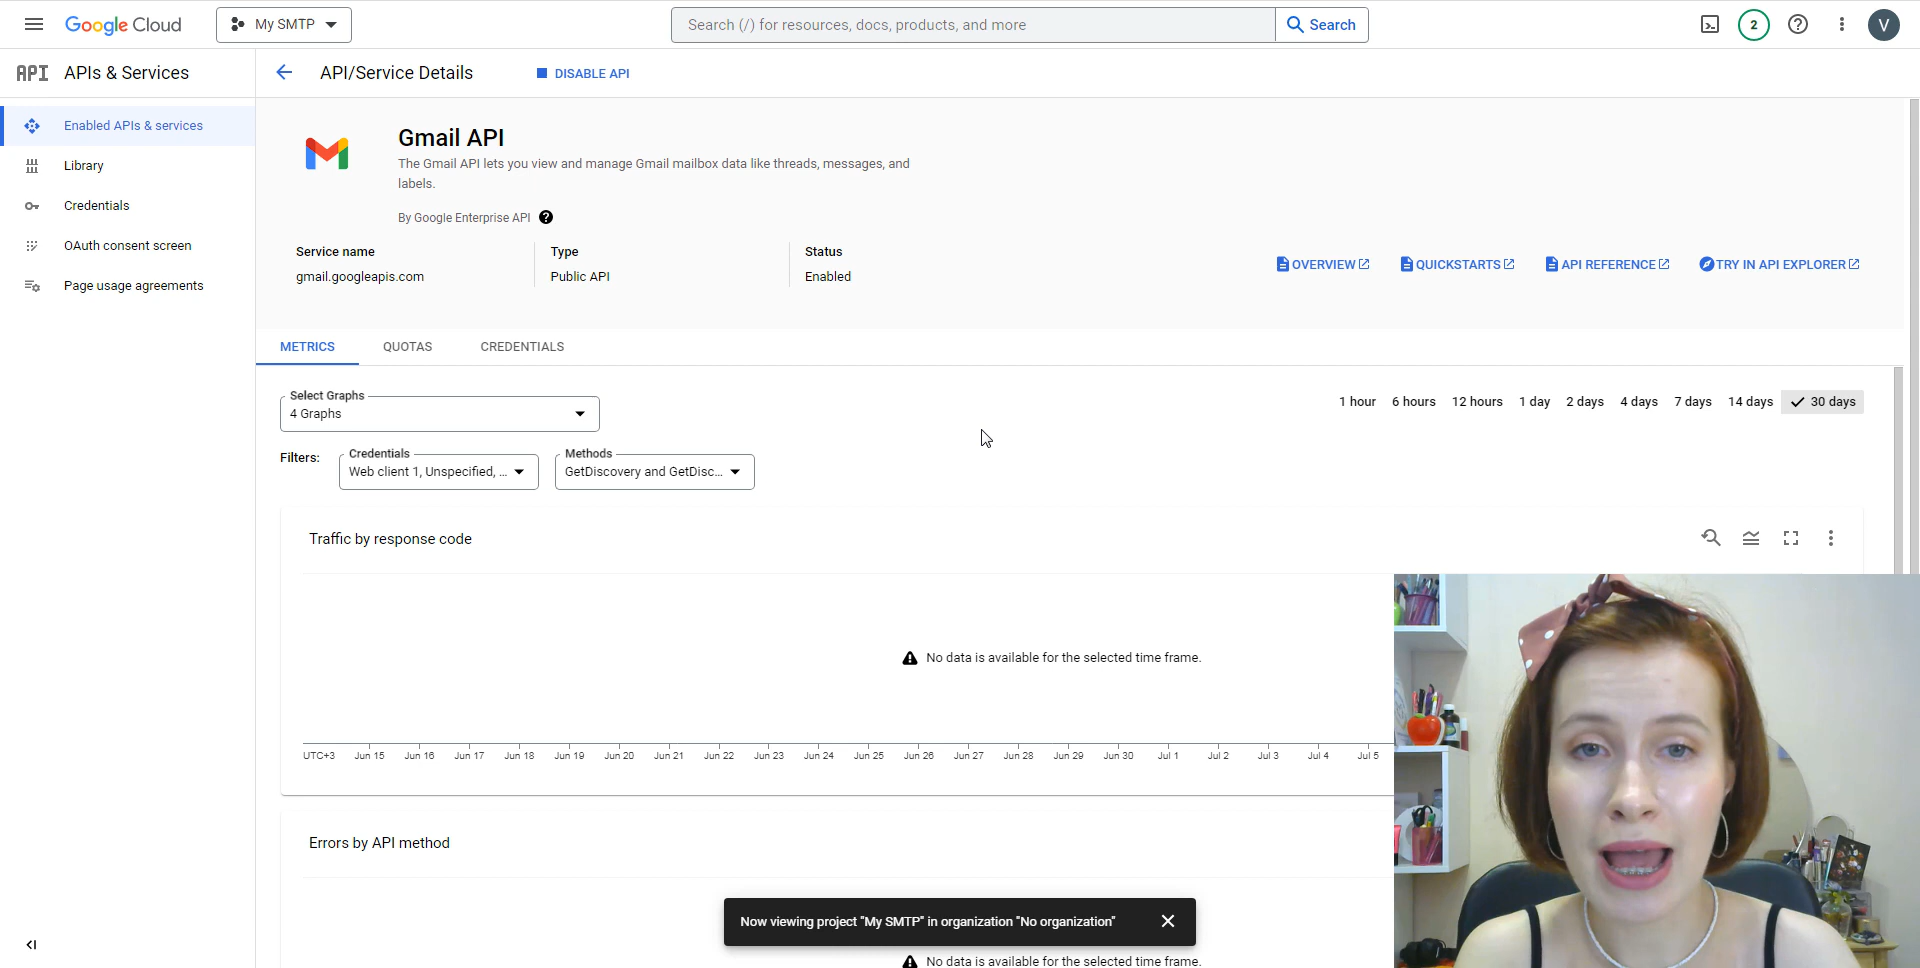 Google Cloud
My SMTP
Search (/) for resources, docs, products, and more
Search
2
V
API
APIs & Services
API/Service Details
DISABLE API
Enabled APIs & services
Library
Credentials
OAuth consent screen
Page usage agreements
Gmail API
The Gmail API lets you view and manage Gmail mailbox data like threads, messages, and
labels.
By Google Enterprise API
Service name
gmail.googleapis.com
Type
Public API
Status
Enabled
OVERVIEW
QUICKSTARTS
API REFERENCE
TRY IN API EXPLORER
METRICS
QUOTAS
CREDENTIALS
Select Graphs
4 Graphs
1 hour
6 hours
12 hours
1 day
2 days
4 days
7 days
14 days
30 days
Filters:
Credentials
Web client 1, Unspecified, ...
Methods
GetDiscovery and GetDisc...
Traffic by response code
No data is available for the selected time frame.
UTC+3 Jun 15 Jun 16 Jun 17 Jun 18 Jun 19 Jun 20 Jun 21 Jun 22 Jun 23 Jun 24 Jun 25 Jun 26 Jun 27 Jun 28 Jun 29 Jun 30 Jul 1 Jul 2 Jul 3 Jul 4 Jul 5
Errors by API method
Now viewing project "My SMTP" in organization "No organization"
No data is available for the selected time frame.